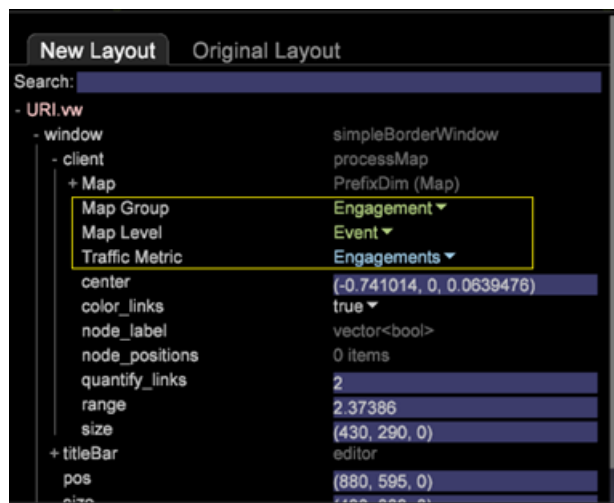 New Layout Original Layout
Search:
- URI.vw
- window simpleBorderWindow
- client processMap
+ Map PrefixDim (Map)
Map Group Engagement
Map Level Event
Traffic Metric Engagements
center (-0.741014, 0, 0.0639476)
color_links true
node_label vector<bool>
node_positions 0 items
quantify_links 2
range 2.37386
size (430, 290, 0)
+ titleBar editor
pos (880, 595, 0)
size